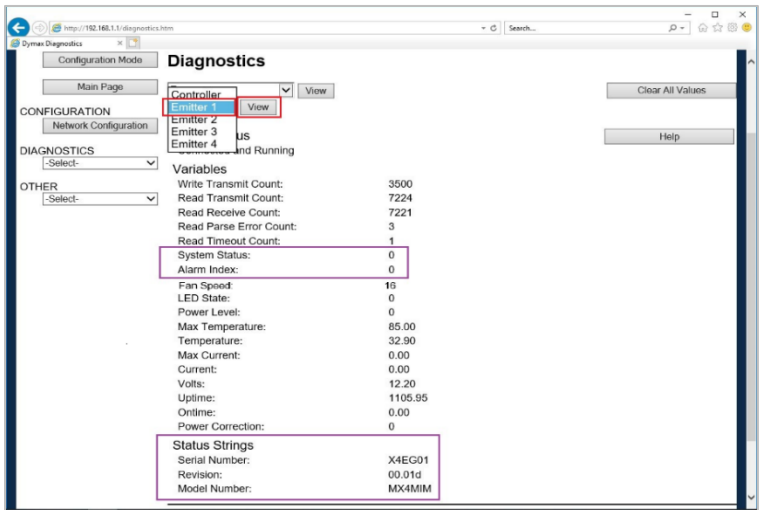 http://192.168.1.1/diagnostics.htm
Search...
Dymax Diagnostics
Configuration Mode
Main Page
CONFIGURATION
Network Configuration
DIAGNOSTICS
-Select-
OTHER
-Select-
Diagnostics
View
Clear All Values
Controller
Emitter 1
View
Emitter 2
Emitter 3
Emitter 4
Help
and Running
Variables
Write Transmit Count: 3500
Read Transmit Count: 7224
Read Receive Count: 7221
Read Parse Error Count: 3
Read Timeout Count: 1
System Status: 0
Alarm Index: 0
Fan Speed: 16
LED State: 0
Power Level: 0
Max Temperature: 85.00
Temperature: 32.90
Max Current: 0.00
Current: 0.00
Volts: 12.20
Uptime: 1105.95
Ontime: 0.00
Power Correction: 0
Status Strings
Serial Number: X4EG01
Revision: 00.01d
Model Number: MX4MIM